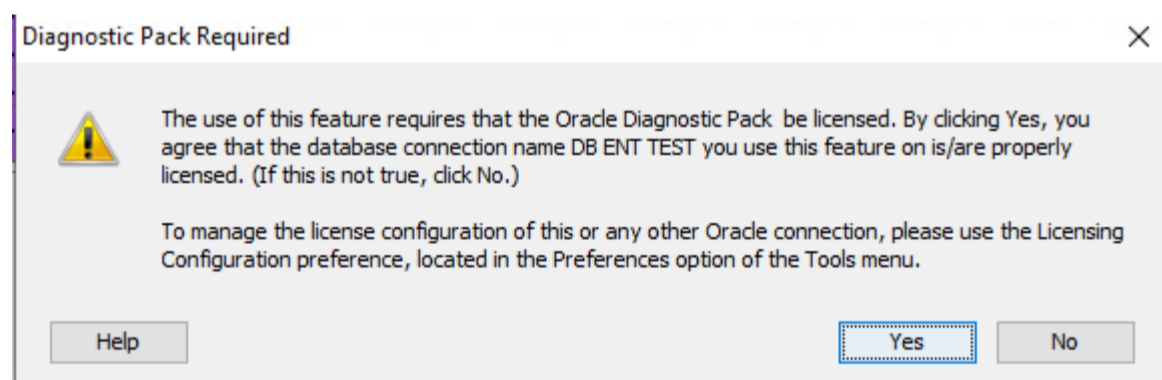 Diagnostic Pack Required
The use of this feature requires that the Oracle Diagnostic Pack  be licensed. By clicking Yes, you
agree that the database connection name DB ENT TEST you use this feature on is/are properly
licensed. (If this is not true, click No.)
To manage the license configuration of this or any other Oracle connection, please use the Licensing
Configuration preference, located in the Preferences option of the Tools menu.
Help
Yes
No